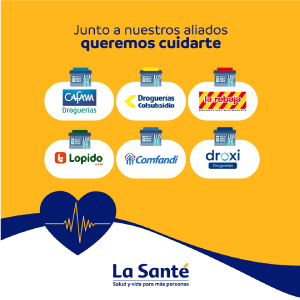 Junto a nuestros aliados
queremos cuidarte
CAFAM
Droguerías
Droguerías
Colsubsidio
la rebaja
Lopido
Comfandi
droxi
Droguerías
La Santé
Salud y vida para más personas